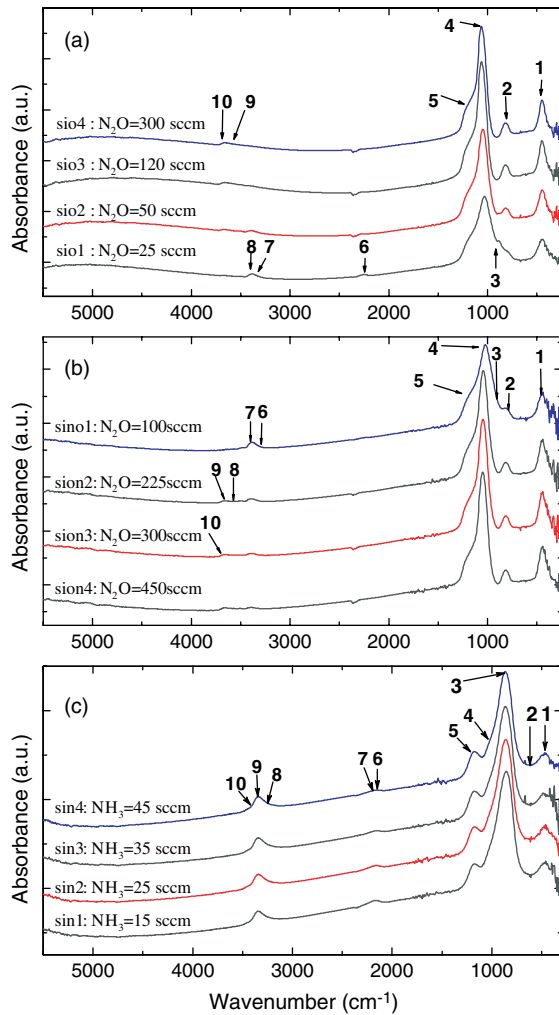 (a)
4
1
2
10 9
5
sio4 : N₂O=300 sccm
sio3 : N₂O=120 sccm
sio2 : N₂O=50 sccm
8 7
6
sio1 : N₂O=25 sccm
3
Absorbance (a.u.)
5000 4000 3000 2000 1000
(b)
4
3
1
5
2
7 6
sino1: N₂O=100sccm
9 8
sion2: N₂O=225sccm
10
sion3: N₂O=300sccm
sion4: N₂O=450sccm
Absorbance (a.u.)
5000 4000 3000 2000 1000
(c)
3
2 1
4
5
9
8
7 6
10
sin4: NH₃=45 sccm
sin3: NH₃=35 sccm
sin2: NH₃=25 sccm
sin1: NH₃=15 sccm
Absorbance (a.u.)
5000 4000 3000 2000 1000
Wavenumber (cm⁻¹)